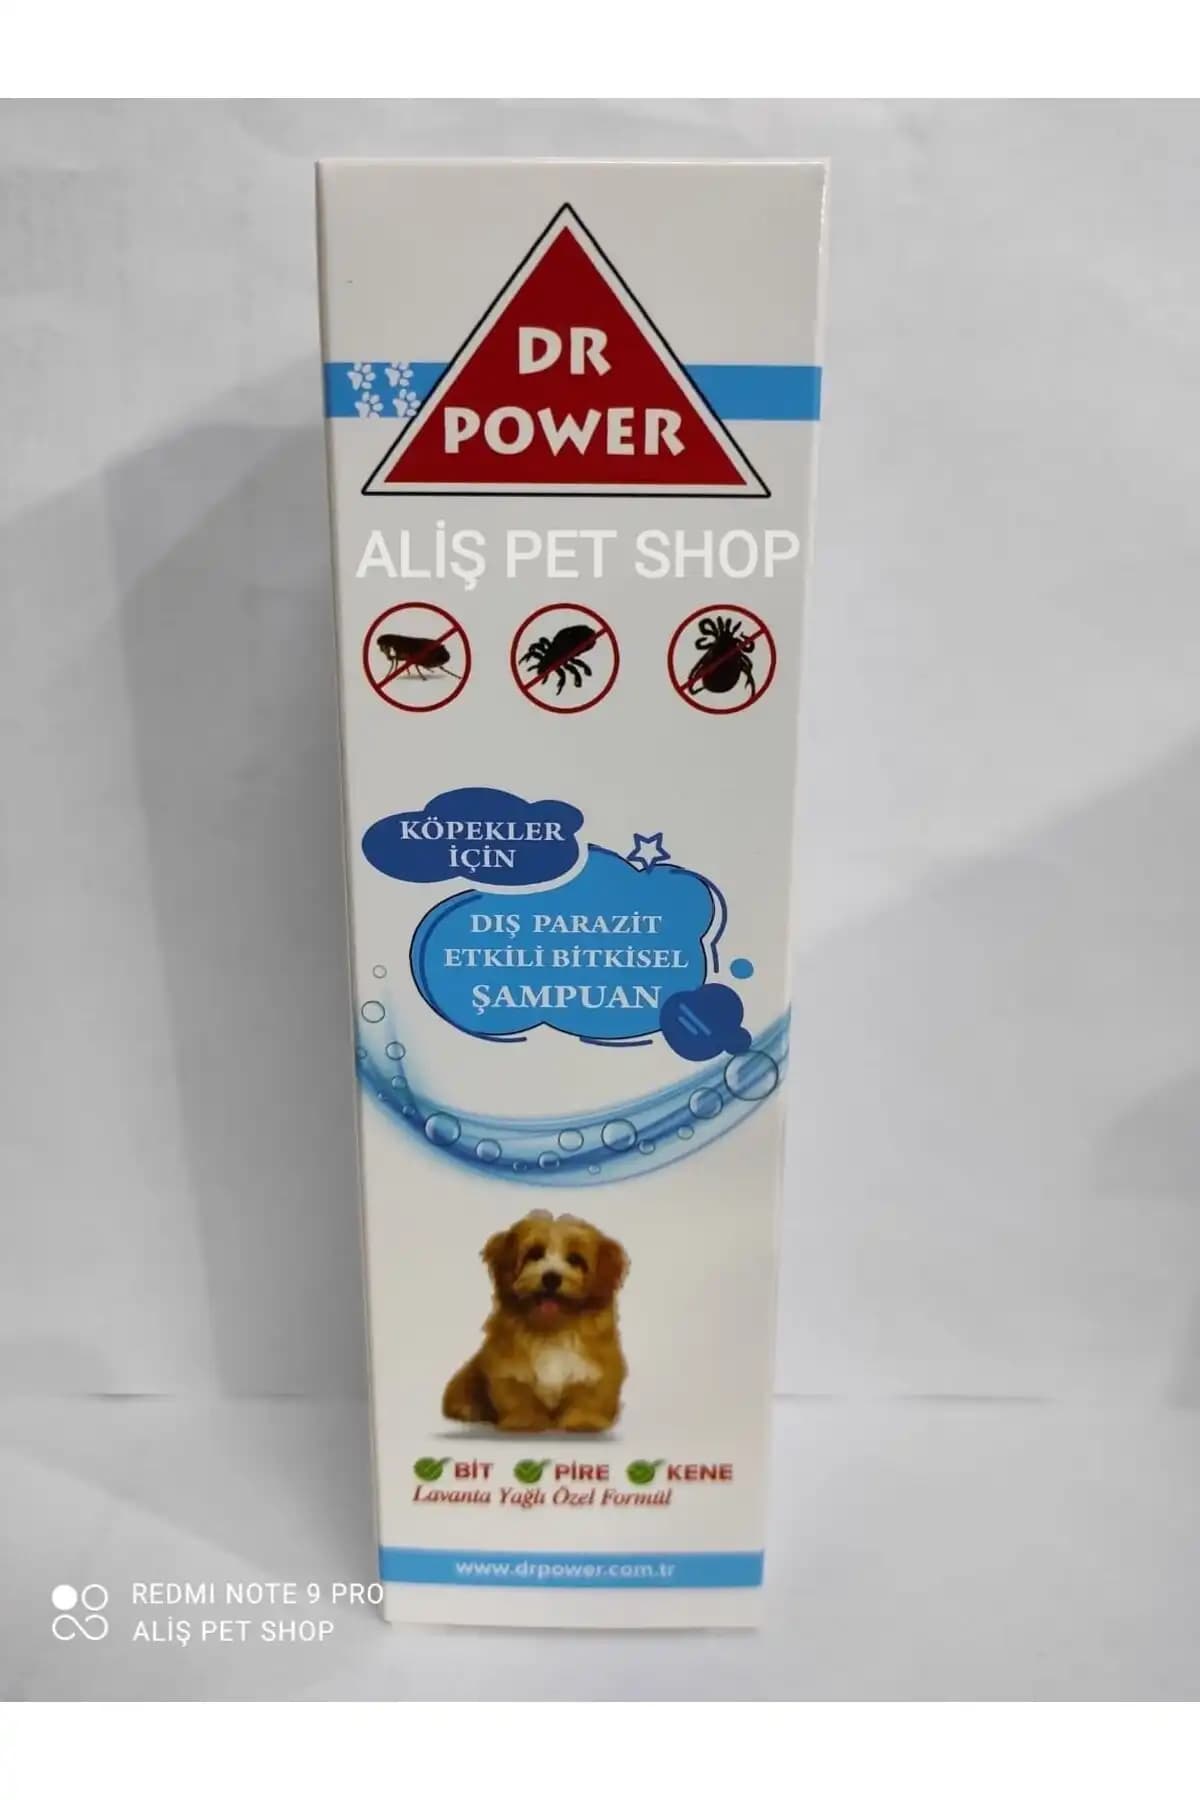 DR
POWER
ALİŞ PET SHOP
KÖPEKLER
İÇİN
DIŞ PARAZİT
ETKİLİ BİTKİSEL
ŞAMPUAN
BİT PİRE KENE
Lavanta Yağlı Özel Formül
www.drpower.com.tr
REDMI NOTE 9 PRO
ALİŞ PET SHOP